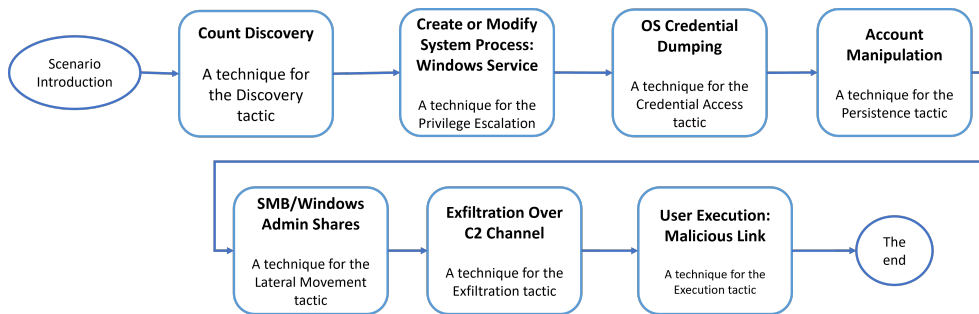 Scenario
Introduction
Count Discovery
A technique for
the Discovery
tactic
Create or Modify
System Process:
Windows Service
A technique for the
Privilege Escalation
OS Credential
Dumping
A technique for the
Credential Access
tactic
Account
Manipulation
A technique for the
Persistence tactic
SMB/Windows
Admin Shares
A technique for the
Lateral Movement
tactic
Exfiltration Over
C2 Channel
A technique for the
Exfiltration tactic
User Execution:
Malicious Link
A technique for the
Execution tactic
The
end